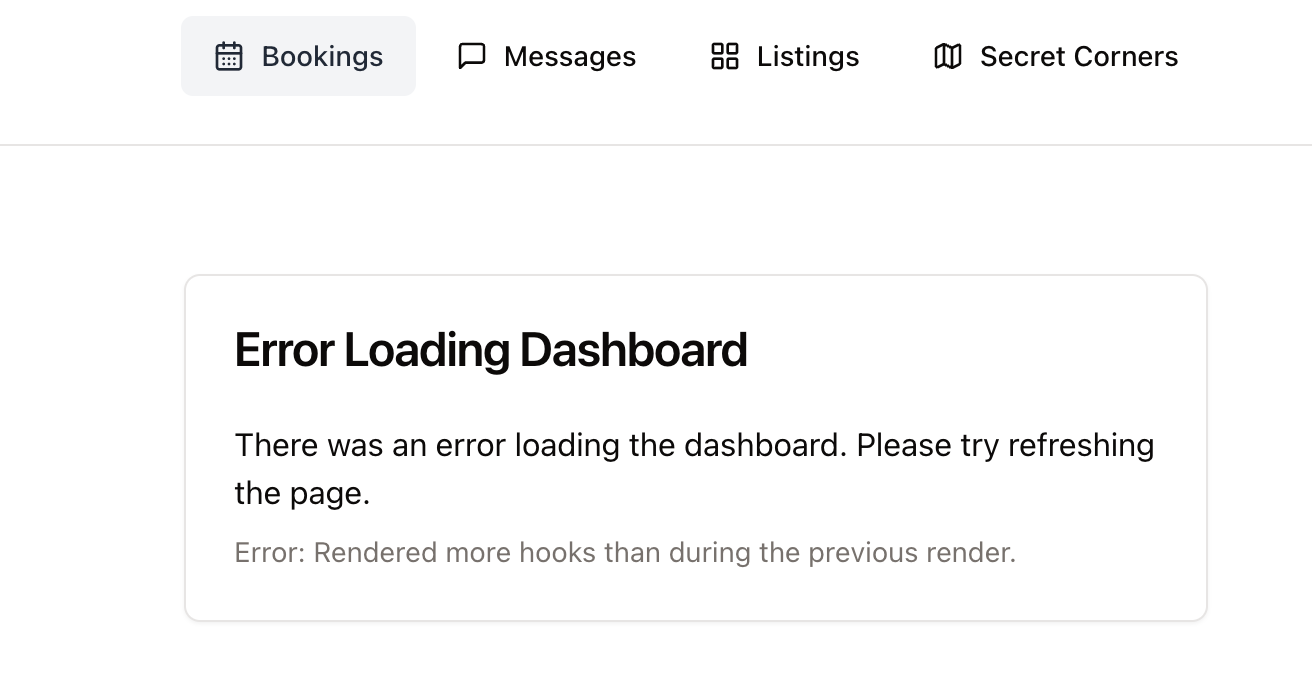 Bookings Messages Listings Secret Corners
Error Loading Dashboard
There was an error loading the dashboard. Please try refreshing
the page.
Error: Rendered more hooks than during the previous render.